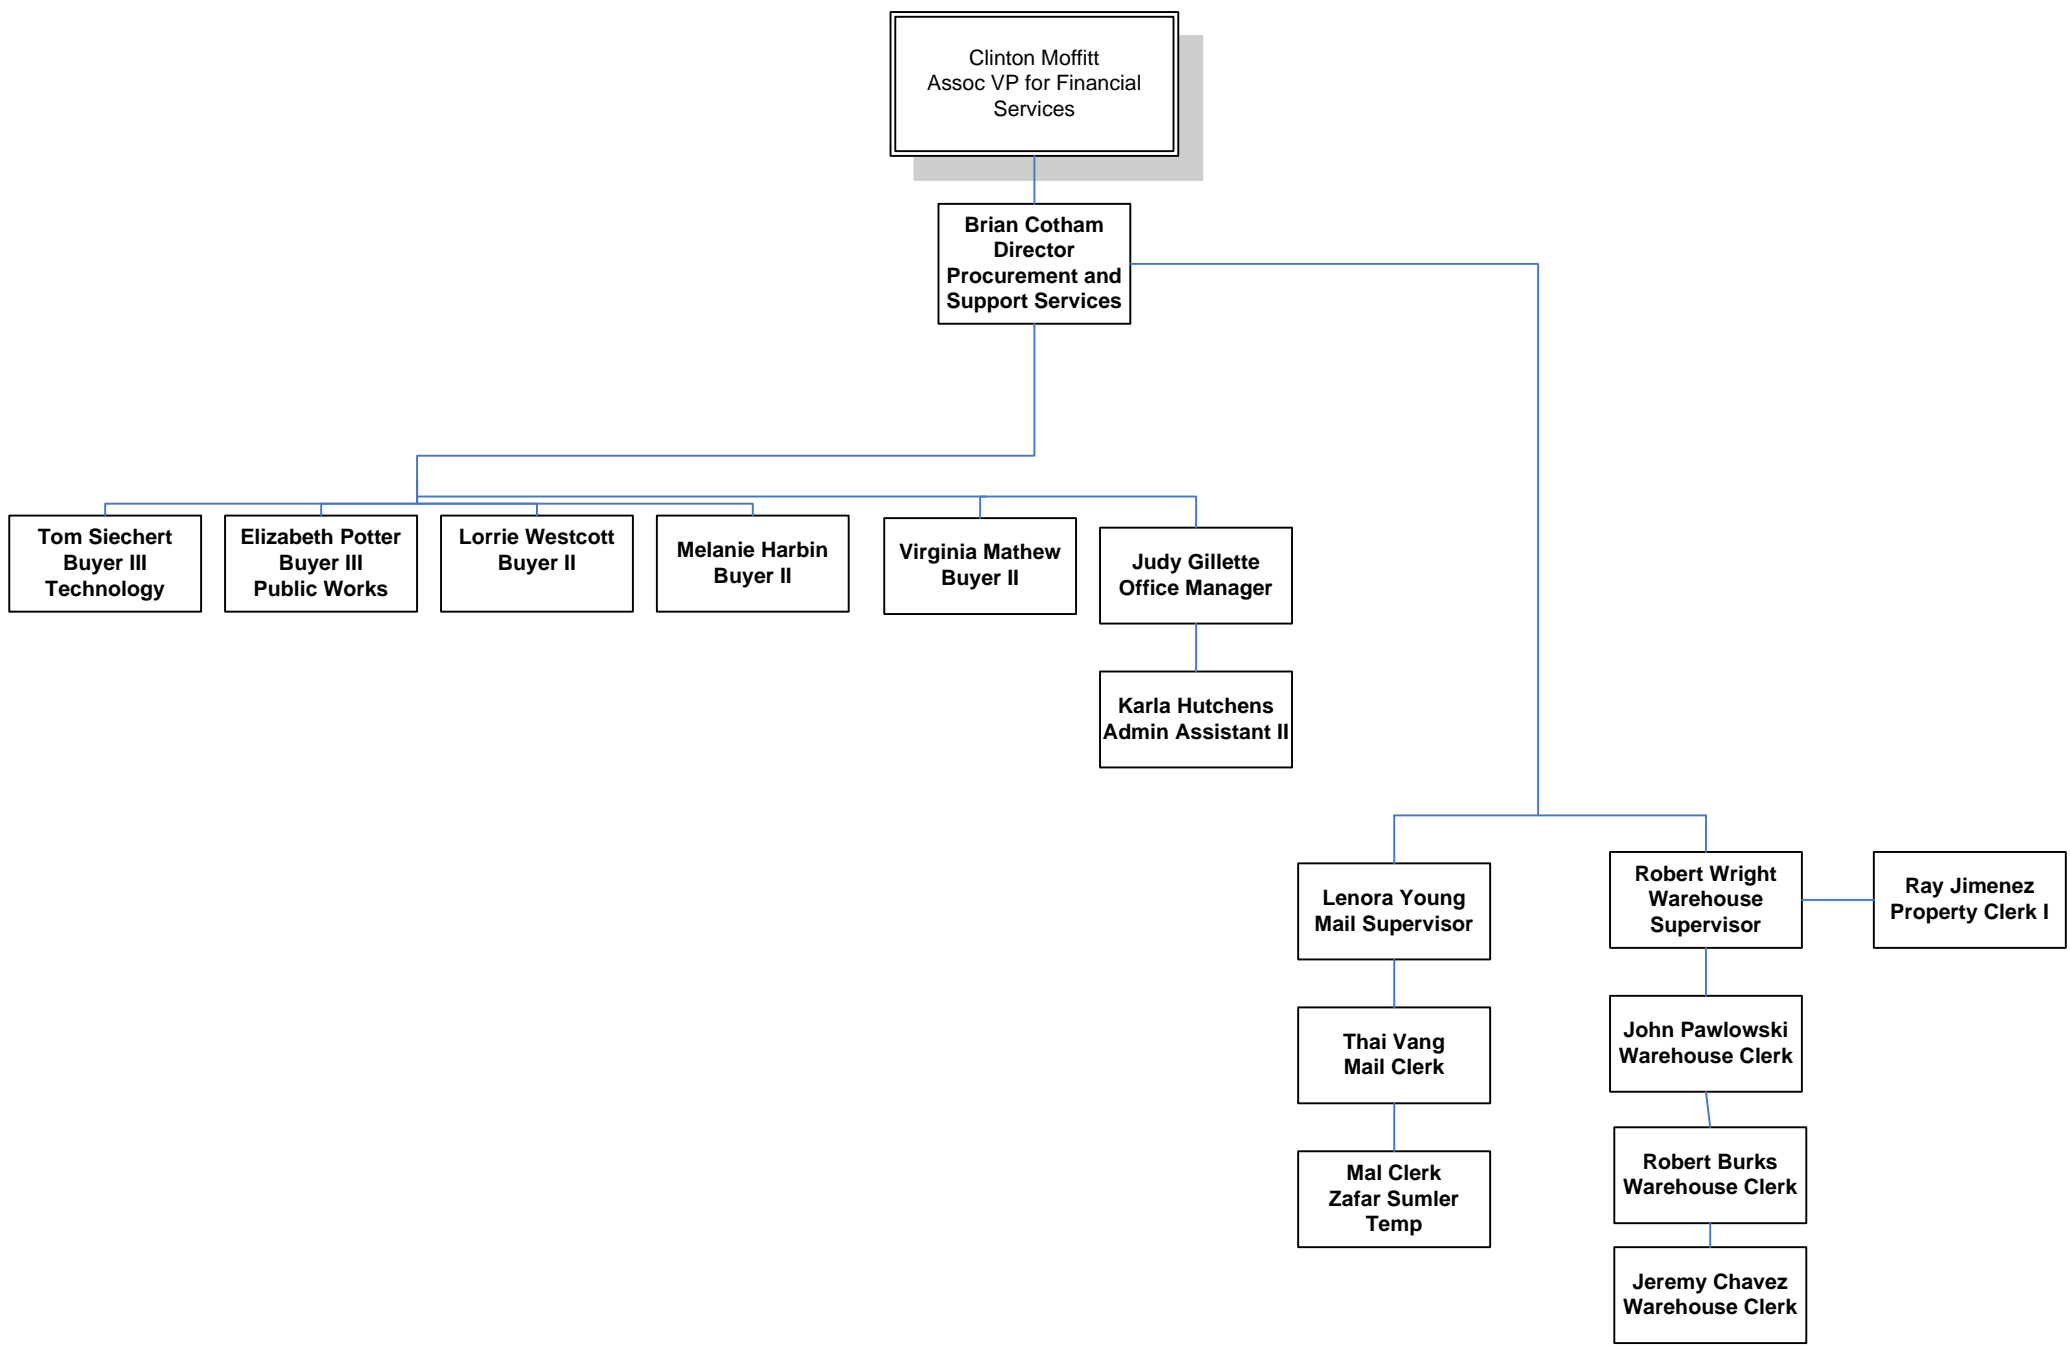 Clinton Moffitt
Assoc VP for Financial
Services
Brian Cotham
Director
Procurement and
Support Services
Tom Siechert
Buyer III
Technology
Elizabeth Potter
Buyer III
Public Works
Lorrie Westcott
Buyer II
Melanie Harbin
Buyer II
Virginia Mathew
Buyer II
Judy Gillette
Office Manager
Karla Hutchens
Admin Assistant II
Lenora Young
Mail Supervisor
Robert Wright
Warehouse
Supervisor
Ray Jimenez
Property Clerk I
Thai Vang
Mail Clerk
John Pawlowski
Warehouse Clerk
Mal Clerk
Zafar Sumler
Temp
Robert Burks
Warehouse Clerk
Jeremy Chavez
Warehouse Clerk